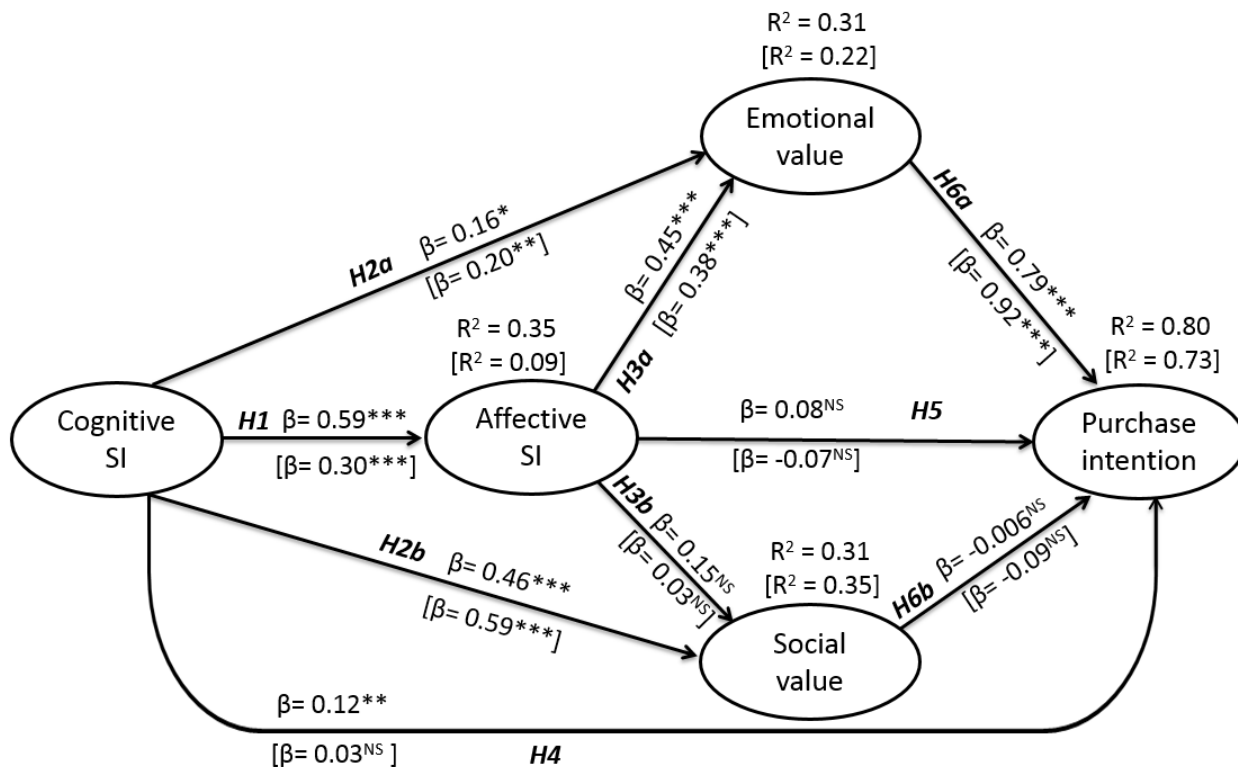 R² = 0.31
[R² = 0.22]
Emotional
value
H6a β= 0.79***
[β= 0.92***]
H2a β= 0.16*
[β= 0.20**]
β= 0.45***
H3a [β= 0.38***]
R² = 0.35
[R² = 0.09]
R² = 0.80
[R² = 0.73]
Cognitive
SI
H1 β= 0.59***
[β= 0.30***]
Affective
SI
β= 0.08ᴺˢ H5
[β= -0.07ᴺˢ]
Purchase
intention
H3b β= 0.15ᴺˢ
[β= 0.03ᴺˢ]
H2b β= 0.46***
[β= 0.59***]
R² = 0.31
[R² = 0.35]
H6b β= -0.006ᴺˢ
[β= -0.09ᴺˢ]
Social
value
β= 0.12**
[β= 0.03ᴺˢ ] H4